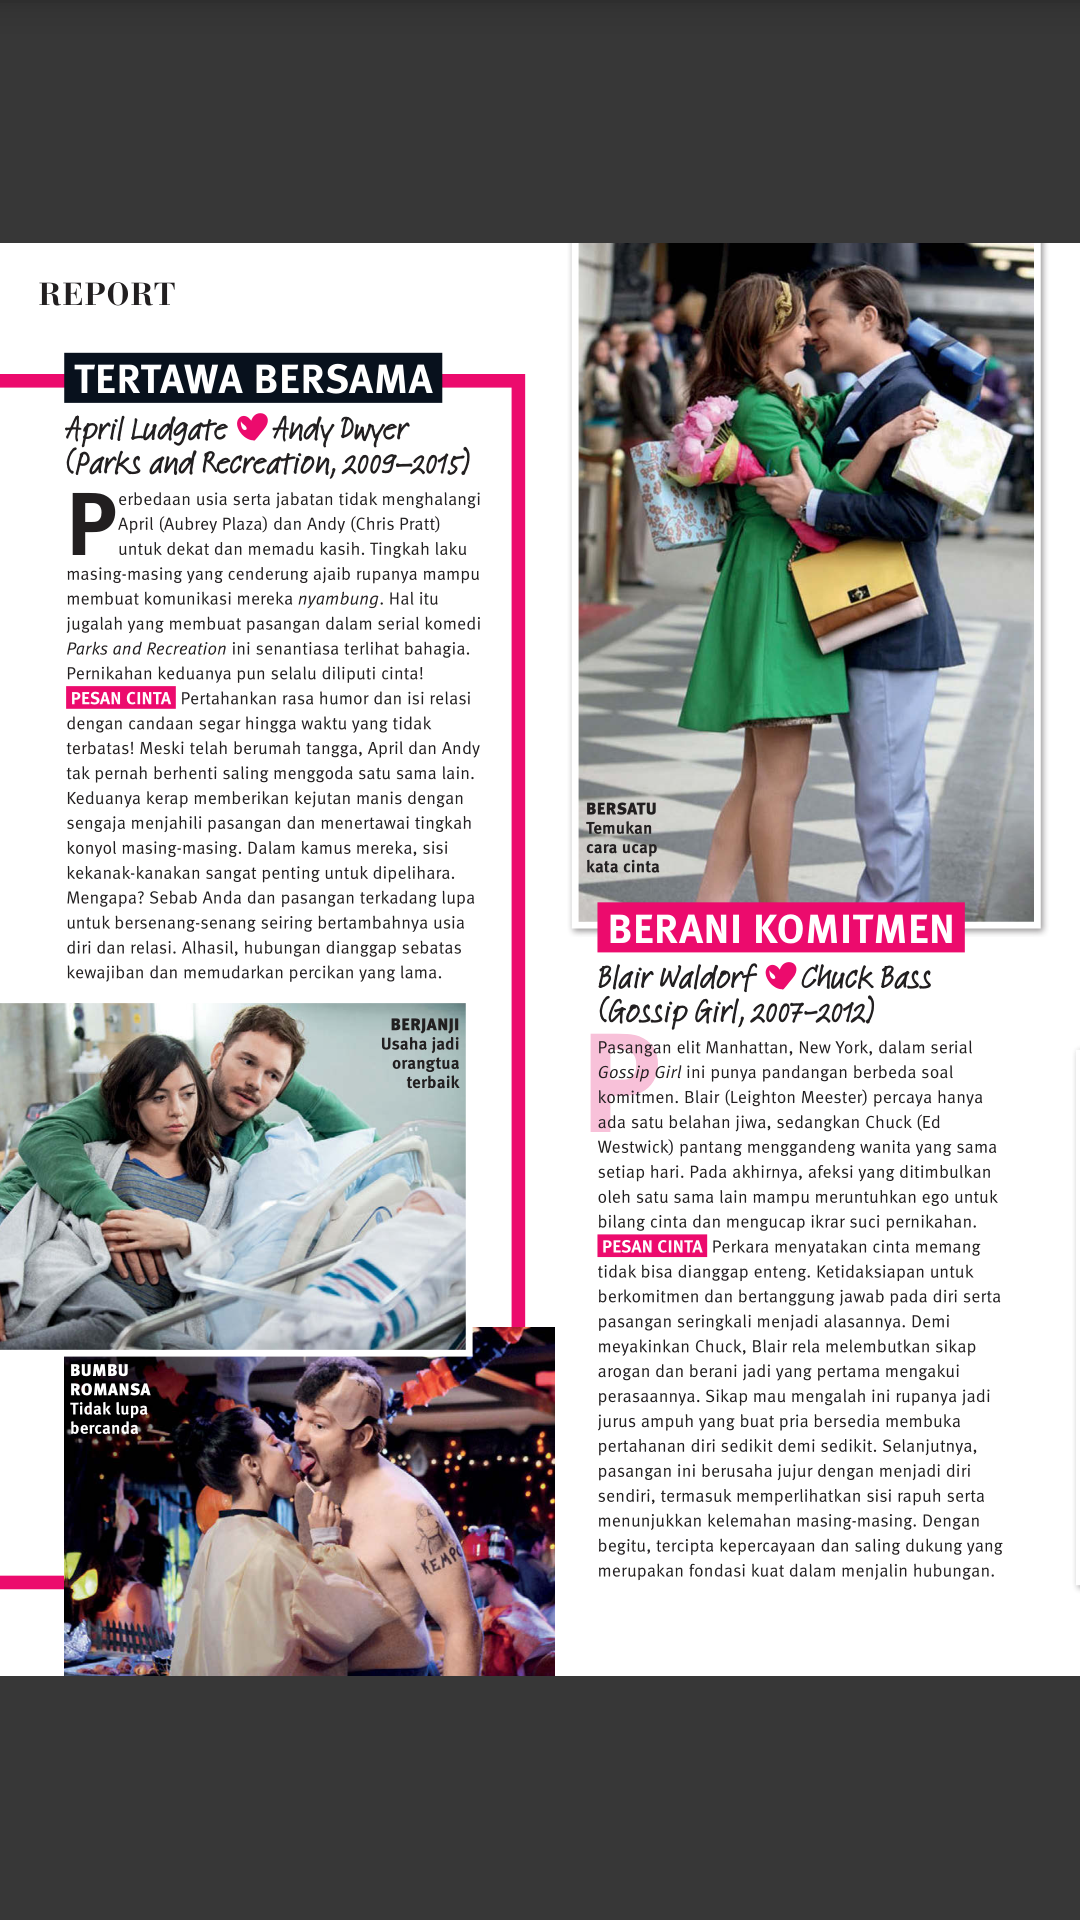 REPORT
TERTAWA BERSAMA
April Ludgate Andy Dwyer
(Parks and Recreation, 2009–2015)
Perbedaan usia serta jabatan tidak menghalangi
April (Aubrey Plaza) dan Andy (Chris Pratt)
untuk dekat dan memadu kasih. Tingkah laku
masing-masing yang cenderung ajaib rupanya mampu
membuat komunikasi mereka nyambung. Hal itu
jugalah yang membuat pasangan dalam serial komedi
Parks and Recreation ini senantiasa terlihat bahagia.
Pernikahan keduanya pun selalu diliputi cinta!
PESAN CINTA Pertahankan rasa humor dan isi relasi
dengan candaan segar hingga waktu yang tidak
terbatas! Meski telah berumah tangga, April dan Andy
tak pernah berhenti saling menggoda satu sama lain.
Keduanya kerap memberikan kejutan manis dengan
sengaja menjahili pasangan dan menertawai tingkah
konyol masing-masing. Dalam kamus mereka, sisi
kekanak-kanakan sangat penting untuk dipelihara.
Mengapa? Sebab Anda dan pasangan terkadang lupa
untuk bersenang-senang seiring bertambahnya usia
diri dan relasi. Alhasil, hubungan dianggap sebatas
kewajiban dan memudarkan percikan yang lama.
BERJANJI
Usaha jadi
orangtua
terbaik
BUMBU
ROMANSA
Tidak lupa
bercanda
KEMP
BERSATU
Temukan
cara ucap
kata cinta
BERANI KOMITMEN
Blair Waldorf Chuck Bass
(Gossip Girl, 2007–2012)
P
Pasangan elit Manhattan, New York, dalam serial
Gossip Girl ini punya pandangan berbeda soal
komitmen. Blair (Leighton Meester) percaya hanya
ada satu belahan jiwa, sedangkan Chuck (Ed
Westwick) pantang menggandeng wanita yang sama
setiap hari. Pada akhirnya, afeksi yang ditimbulkan
oleh satu sama lain mampu meruntuhkan ego untuk
bilang cinta dan mengucap ikrar suci pernikahan.
PESAN CINTA Perkara menyatakan cinta memang
tidak bisa dianggap enteng. Ketidaksiapan untuk
berkomitmen dan bertanggung jawab pada diri serta
pasangan seringkali menjadi alasannya. Demi
meyakinkan Chuck, Blair rela melembutkan sikap
arogan dan berani jadi yang pertama mengakui
perasaannya. Sikap mau mengalah ini rupanya jadi
jurus ampuh yang buat pria bersedia membuka
pertahanan diri sedikit demi sedikit. Selanjutnya,
pasangan ini berusaha jujur dengan menjadi diri
sendiri, termasuk memperlihatkan sisi rapuh serta
menunjukkan kelemahan masing-masing. Dengan
begitu, tercipta kepercayaan dan saling dukung yang
merupakan fondasi kuat dalam menjalin hubungan.